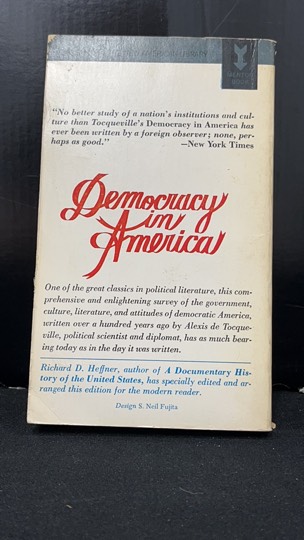 "No better study of a nation's institutions and cul-
ture than Tocqueville's Democracy in America has
ever been written by a foreign observer; none, per-
haps as good."
—New York Times
Democracy
in
America
One of the great classics in political literature, this com-
prehensive and enlightening survey of the government,
culture, literature, and attitudes of democratic America,
written over a hundred years ago by Alexis de Tocque-
ville, political scientist and diplomat, has as much bear-
ing today as in the day it was written.
Richard D. Heffner, author of A Documentary His-
tory of the United States, has specially edited and ar-
ranged this edition for the modern reader.
Design S. Neil Fujita